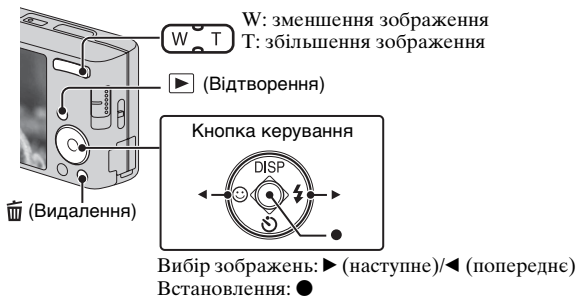 W: зменшення зображення
W T T: збільшення зображення
(Відтворення)
Кнопка керування
DISP
(Видалення)
Вибір зображень: ► (наступне)/◄ (попереднє)
Встановлення: ●